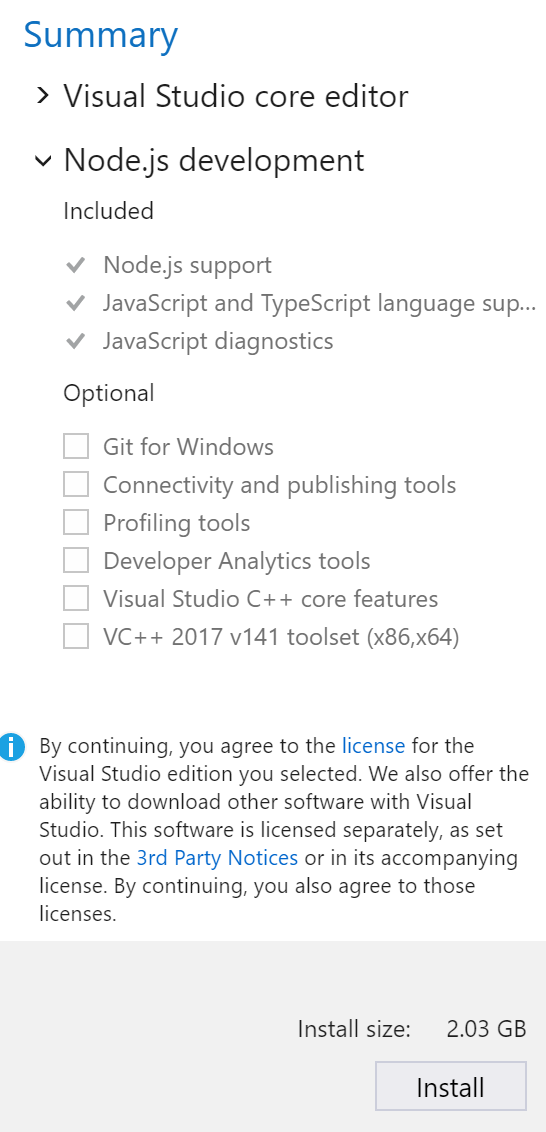 Summary
Visual Studio core editor
Node.js development
Included
Node.js support
JavaScript and TypeScript language sup...
JavaScript diagnostics
Optional
Git for Windows
Connectivity and publishing tools
Profiling tools
Developer Analytics tools
Visual Studio C++ core features
VC++ 2017 v141 toolset (x86,x64)
By continuing, you agree to the license for the
Visual Studio edition you selected. We also offer the
ability to download other software with Visual
Studio. This software is licensed separately, as set
out in the 3rd Party Notices or in its accompanying
license. By continuing, you also agree to those
licenses.
Install size: 2.03 GB
Install